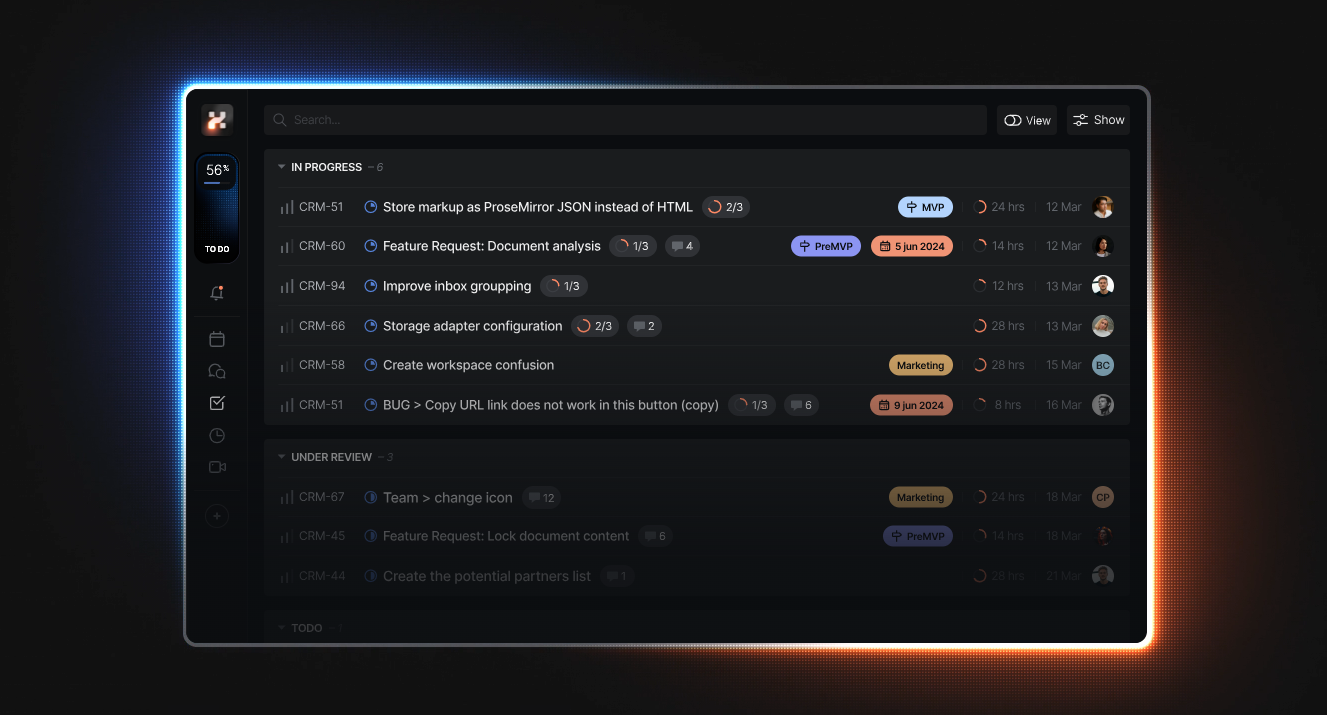 Search...
View
Show
56%
TO DO
IN PROGRESS – 6
CRM-51 Store markup as ProseMirror JSON instead of HTML 2/3 MVP 24 hrs 12 Mar
CRM-60 Feature Request: Document analysis 1/3 4 PreMVP 5 jun 2024 14 hrs 12 Mar
CRM-94 Improve inbox groupping 1/3 12 hrs 13 Mar
CRM-66 Storage adapter configuration 2/3 2 28 hrs 13 Mar
CRM-58 Create workspace confusion Marketing 28 hrs 15 Mar BC
CRM-51 BUG > Copy URL link does not work in this button (copy) 1/3 6 9 jun 2024 8 hrs 16 Mar
UNDER REVIEW – 3
CRM-67 Team > change icon 12 Marketing 24 hrs 18 Mar CP
CRM-45 Feature Request: Lock document content 6 PreMVP 14 hrs 18 Mar
CRM-44 Create the potential partners list 1 28 hrs 21 Mar
TODO – 1